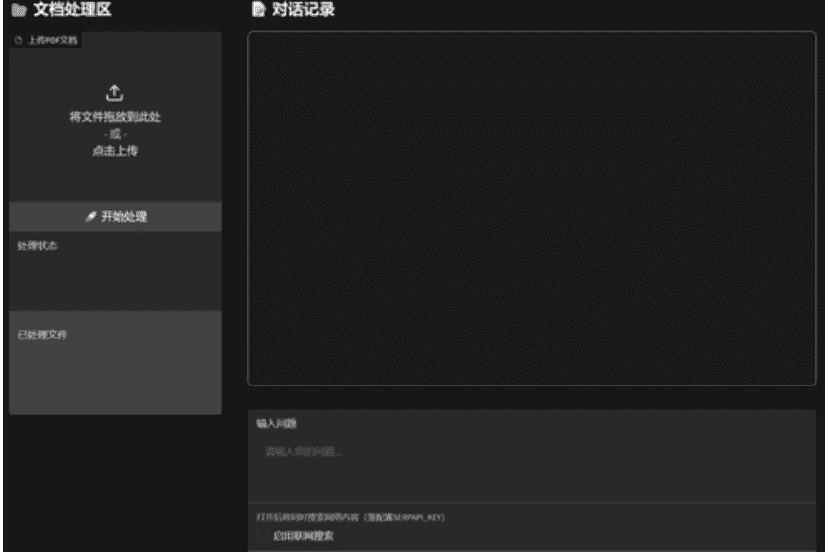 文档处理区
上传PDF文档
将文件拖放到此处
- 或 -
点击上传
开始处理
处理状态
已处理文件
对话记录
输入问题
请输入您的问题...
打开后将同时搜索网络内容（需配置SERPAPI_KEY）
启用联网搜索